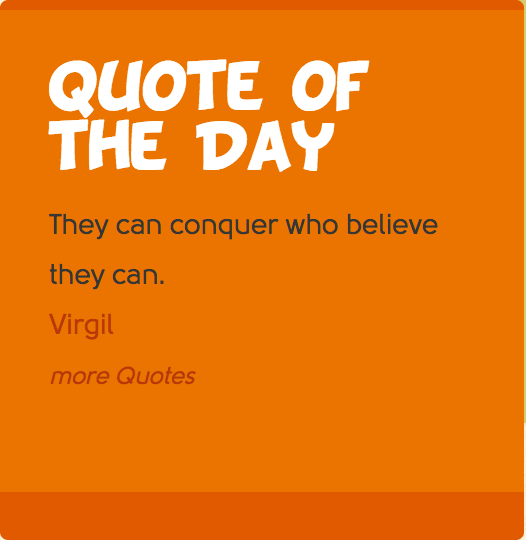 QUOTE OF
THE DAY
They can conquer who believe
they can.
Virgil
more Quotes